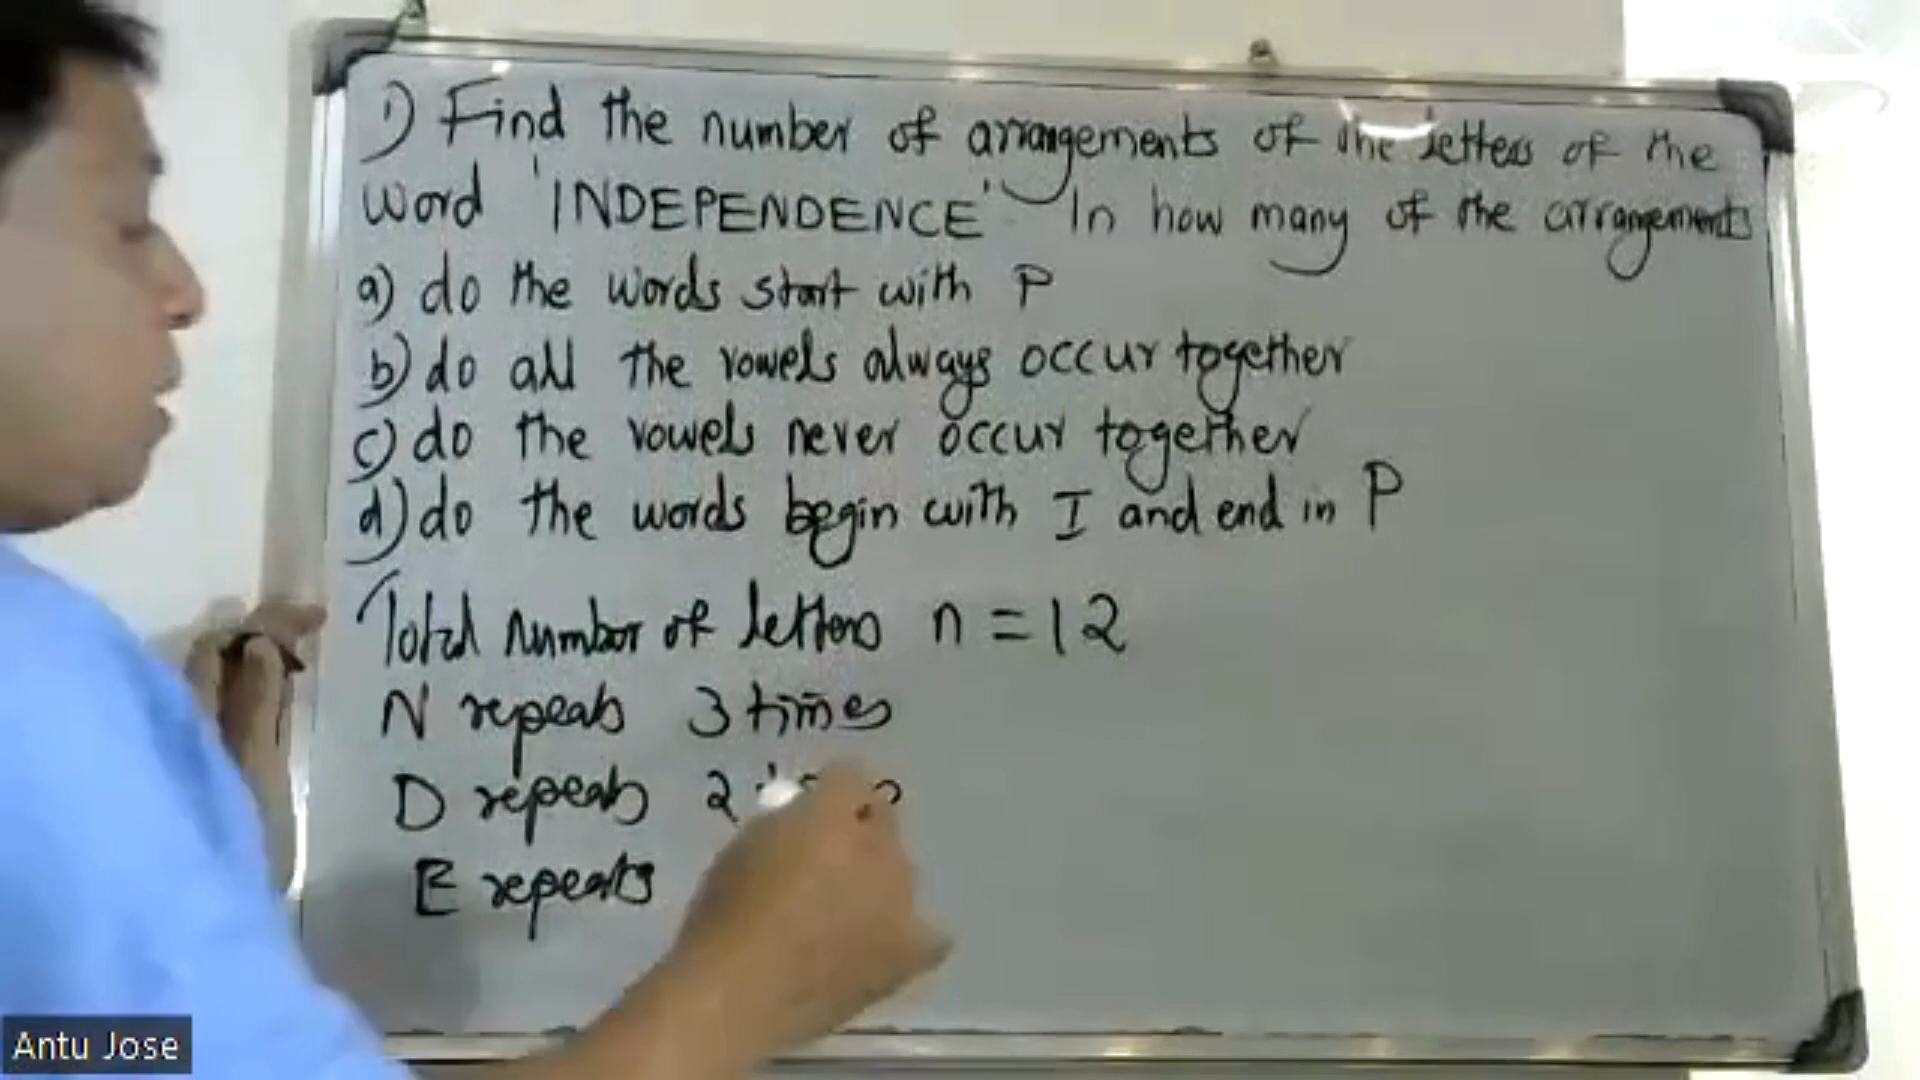 1) Find the number of arrangements of the letters of the
word 'INDEPENDENCE'. In how many of the arrangements
a) do the words start with P
b) do all the vowels always occur together
c) do the vowels never occur together
d) do the words begin with I and end in P
Total number of letters n = 12
N repeats 3 times
D repeats 2
E repeats
Antu Jose